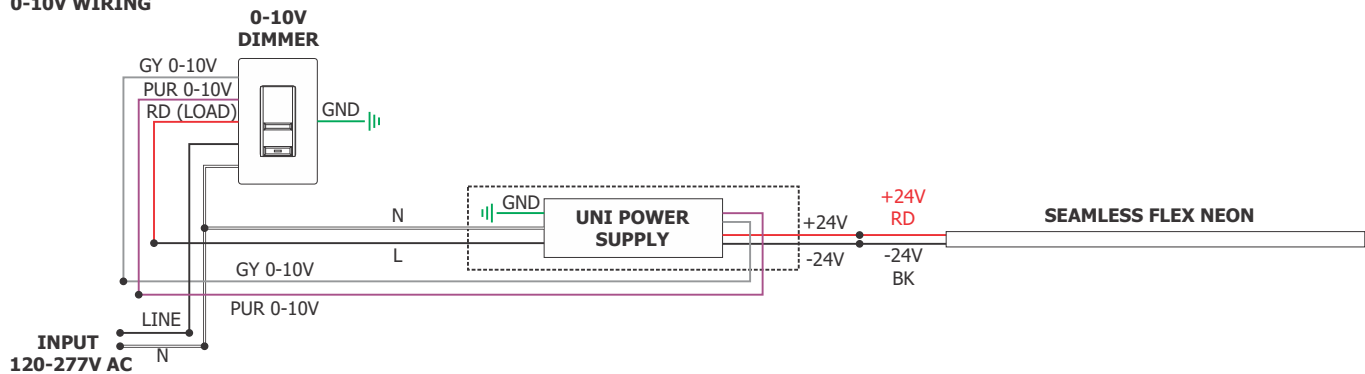 0-10V WIRING
0-10V
DIMMER
GY 0-10V
PUR 0-10V
RD (LOAD)
GND
GND
N
L
UNI POWER
SUPPLY
+24V
-24V
+24V
RD
-24V
BK
SEAMLESS FLEX NEON
GY 0-10V
PUR 0-10V
LINE
N
INPUT
120-277V AC